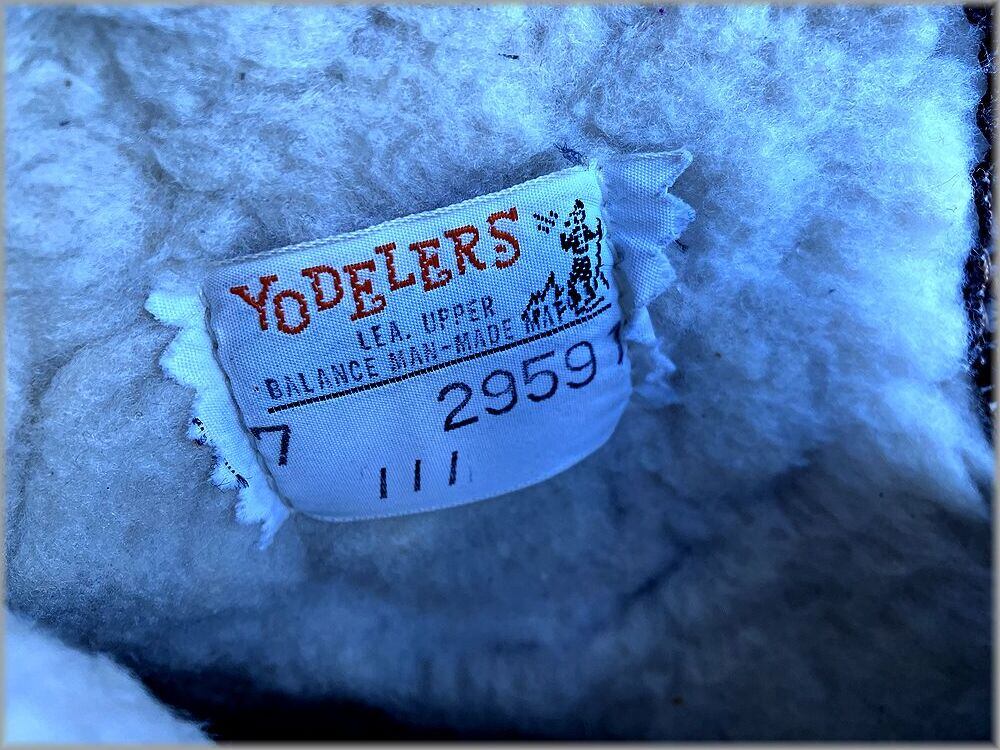 YODELERS
LEA. UPPER
BALANCE MAN-MADE MAT
7 2959
111